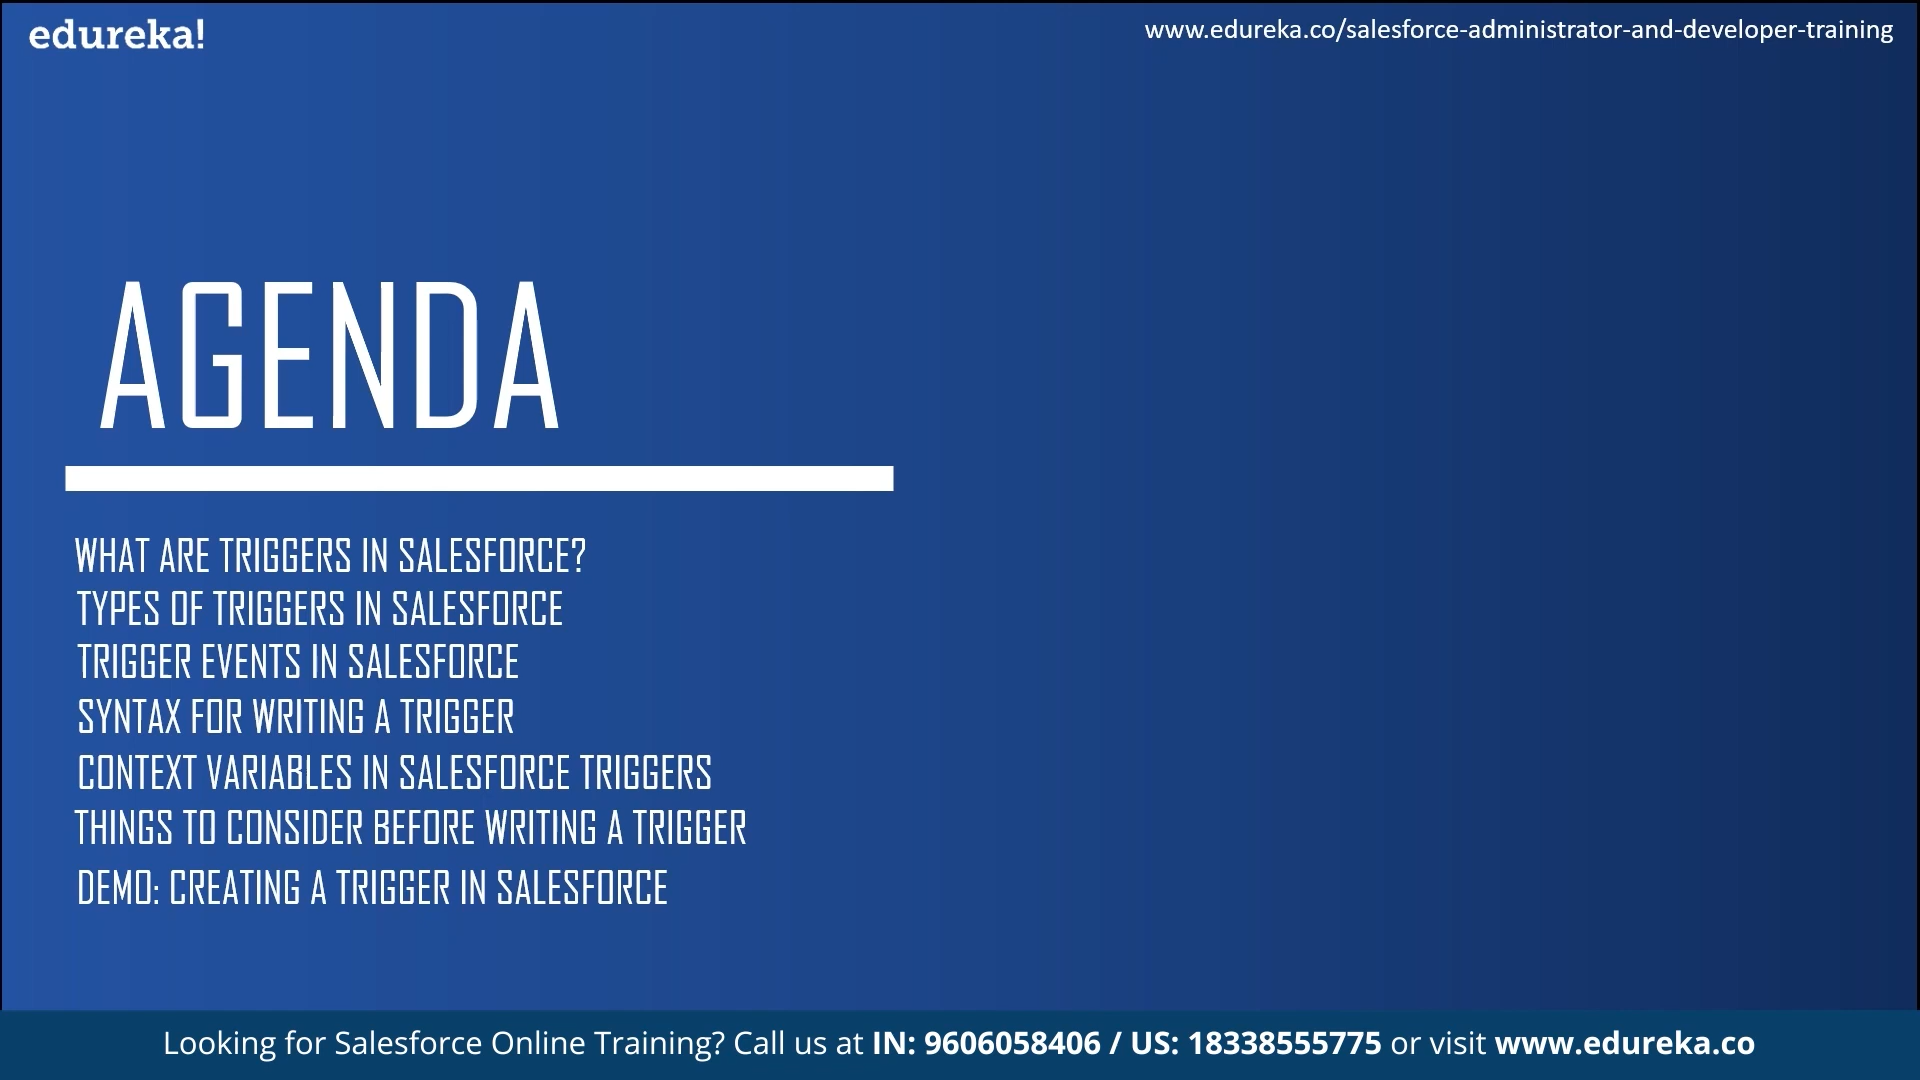 edureka!
www.edureka.co/salesforce-administrator-and-developer-training
AGENDA
WHAT ARE TRIGGERS IN SALESFORCE?
TYPES OF TRIGGERS IN SALESFORCE
TRIGGER EVENTS IN SALESFORCE
SYNTAX FOR WRITING A TRIGGER
CONTEXT VARIABLES IN SALESFORCE TRIGGERS
THINGS TO CONSIDER BEFORE WRITING A TRIGGER
DEMO: CREATING A TRIGGER IN SALESFORCE
Looking for Salesforce Online Training? Call us at IN: 9606058406 / US: 18338555775 or visit www.edureka.co